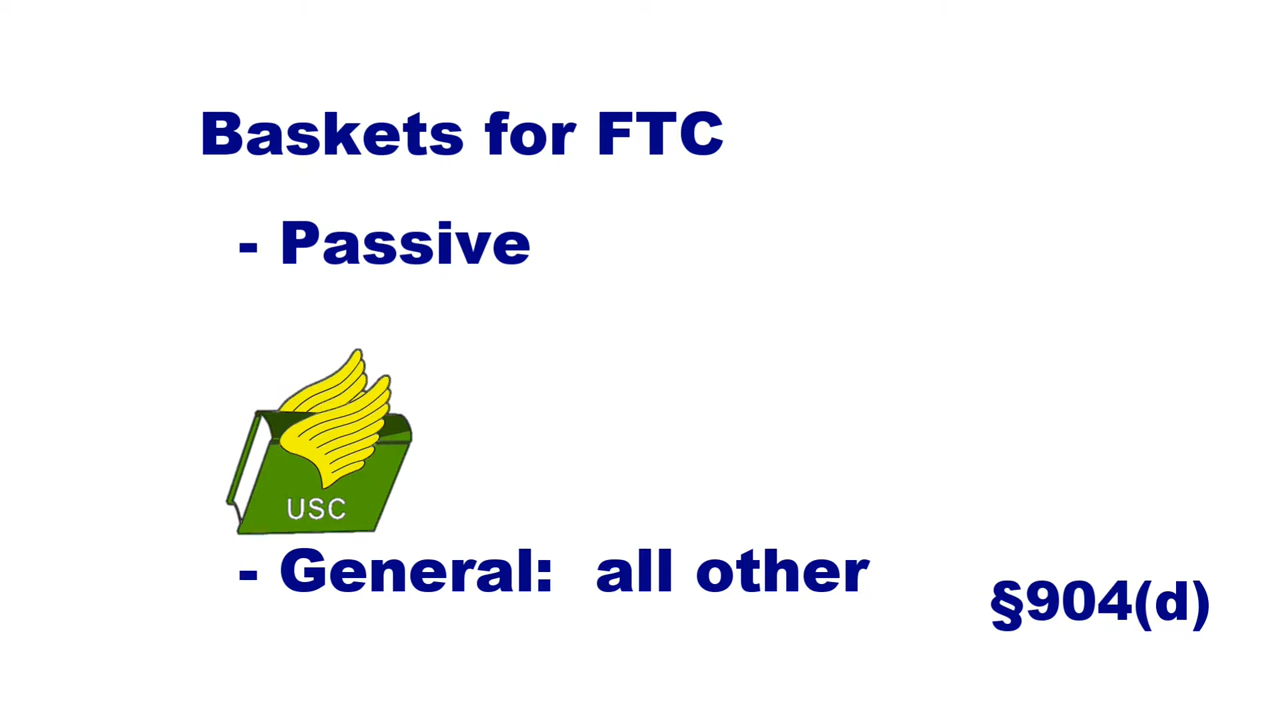 Baskets for FTC
- Passive
USC
- General: all other
§904(d)